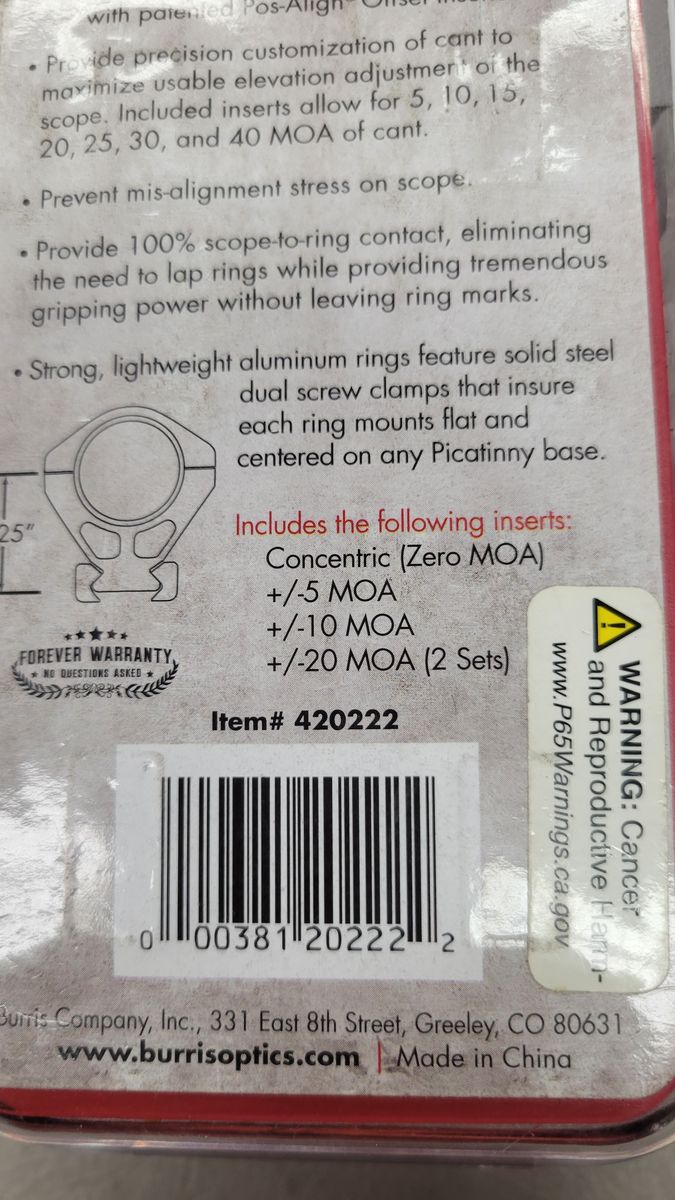 with patented Pos-Align
• Provide precision customization of cant to
maximize usable elevation adjustment of the
scope. Included inserts allow for 5, 10, 15,
20, 25, 30, and 40 MOA of cant.
• Prevent mis-alignment stress on scope.
• Provide 100% scope-to-ring contact, eliminating
the need to lap rings while providing tremendous
gripping power without leaving ring marks.
• Strong, lightweight aluminum rings feature solid steel
dual screw clamps that insure
each ring mounts flat and
centered on any Picatinny base.
25"
Includes the following inserts:
Concentric (Zero MOA)
+/-5 MOA
+/-10 MOA
+/-20 MOA (2 Sets)
FOREVER WARRANTY
★ NO QUESTIONS ASKED ★
Item# 420222
0 00381 20222 2
WARNING: Cancer
and Reproductive Harm-
www.P65Warnings.ca.gov
Burris Company, Inc., 331 East 8th Street, Greeley, CO 80631
www.burrisoptics.com | Made in China